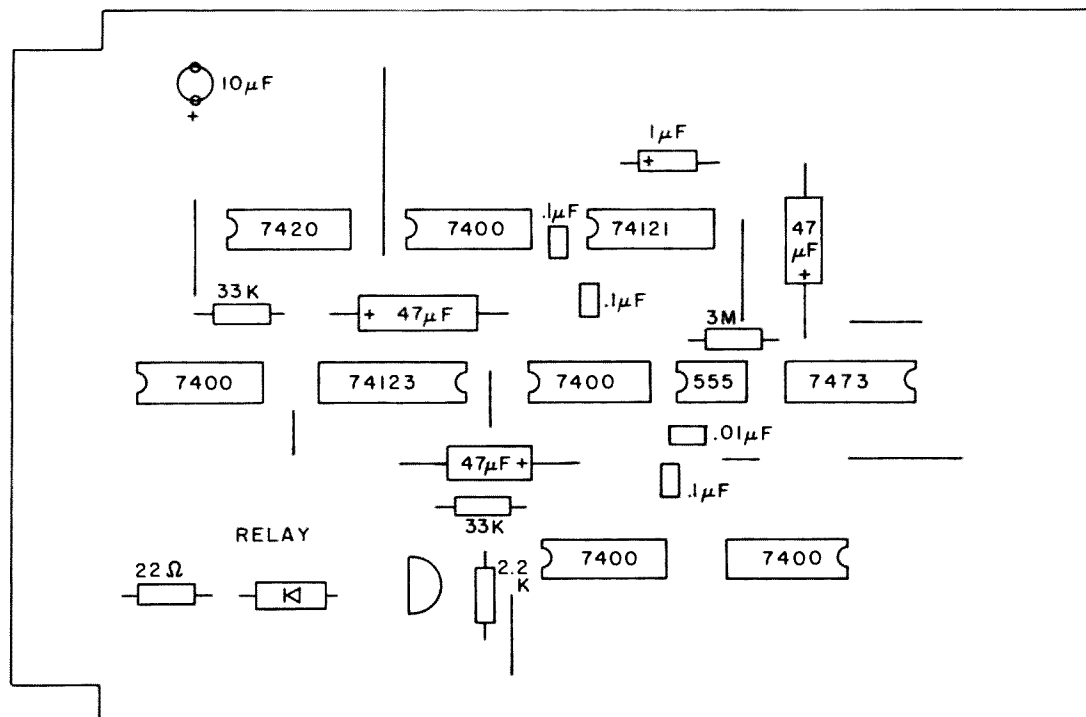 10µF
+
1µF
+
7420
7400
.1µF
74121
47
µF
+
33K
+ 47µF
.1µF
3M
7400
74123
7400
555
7473
.01µF
47µF +
.1µF
33K
RELAY
7400
7400
22Ω
2.2
K